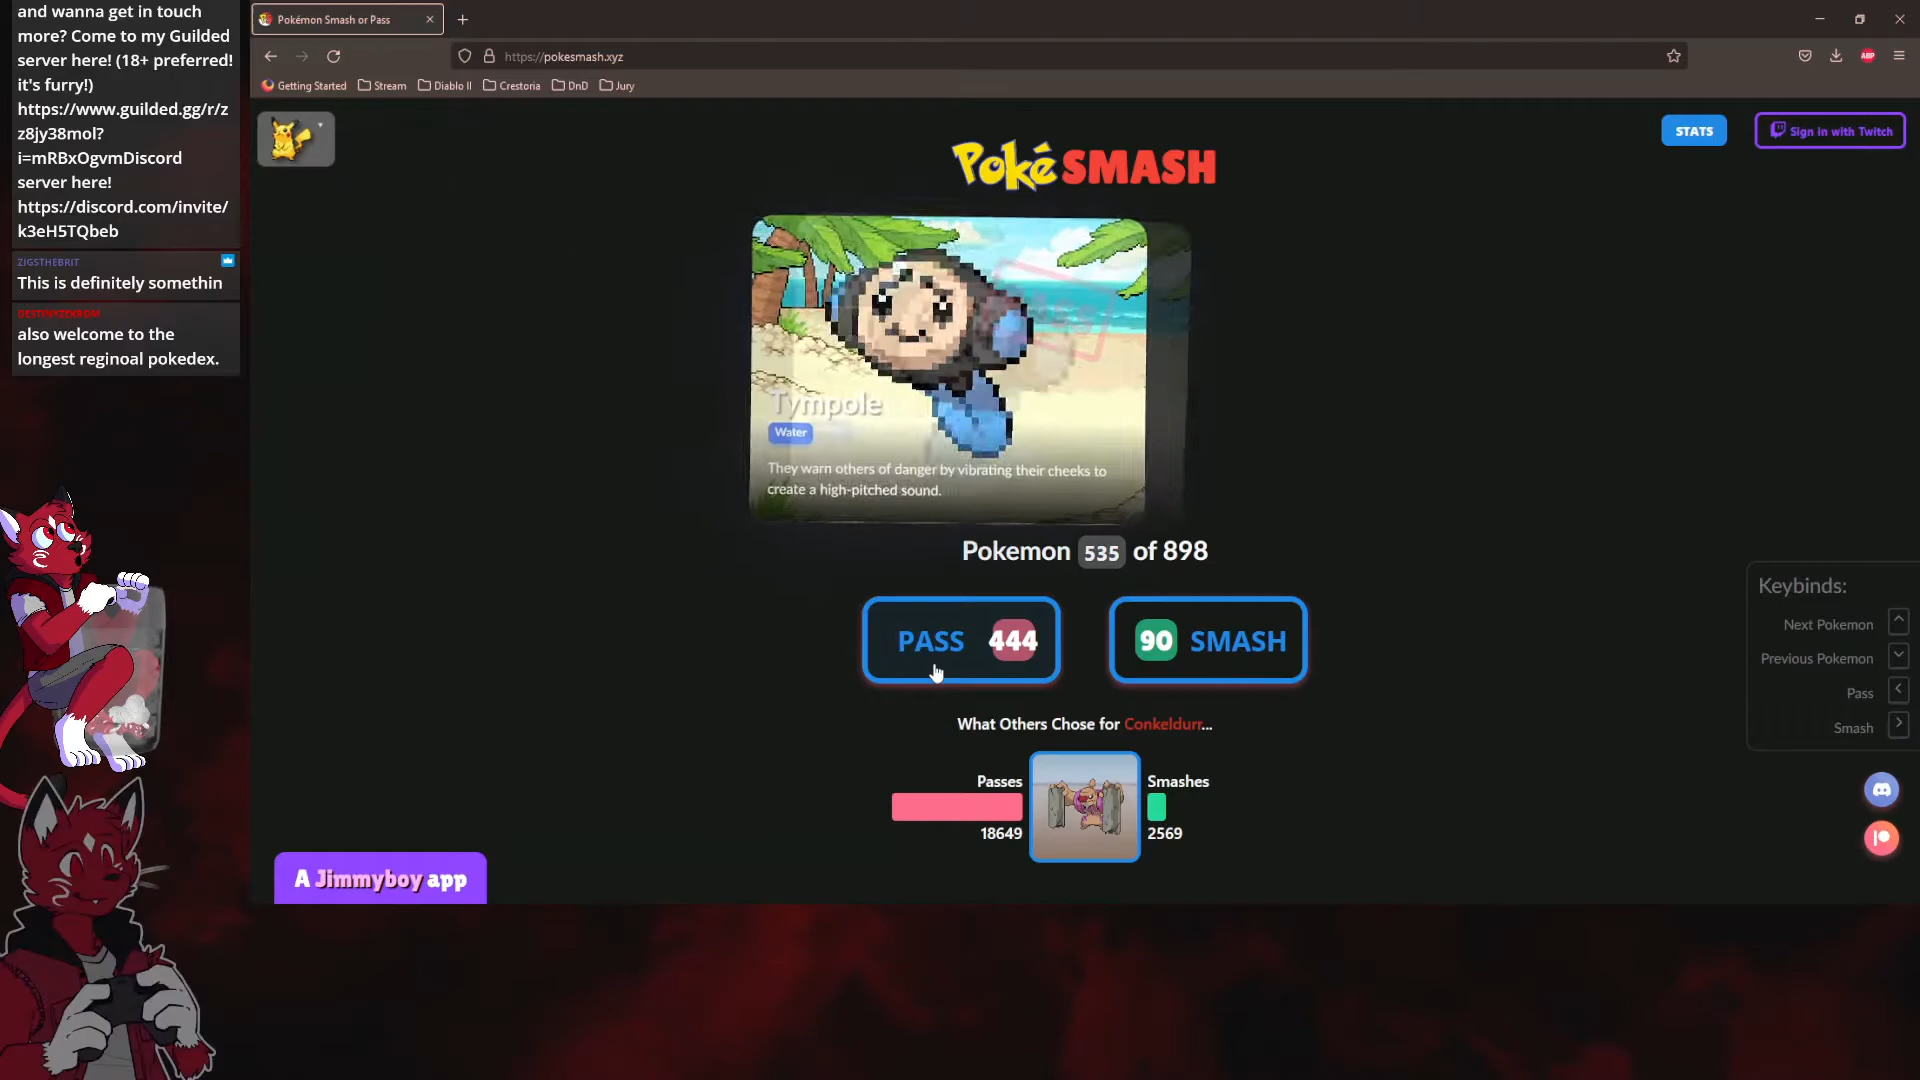 and wanna get in touch
more? Come to my Guilded
server here! (18+ preferred!
it's furry!)
https://www.guilded.gg/r/z
z8jy38mol?
i=mRBxOgvmDiscord
server here!
https://discord.com/invite/
k3eH5TQbeb
ZIGSTHEBRIT
This is definitely somethin
DESTINYZEKROM
also welcome to the
longest reginoal pokedex.
Pokémon Smash or Pass
https://pokesmash.xyz
ABP
Getting Started
Stream
Diablo II
Crestoria
DnD
Jury
STATS
Sign in with Twitch
Poké SMASH
PASS
Tympole
Water
They warn others of danger by vibrating their cheeks to
create a high-pitched sound.
Pokemon 535 of 898
PASS 444
90 SMASH
What Others Chose for Conkeldurr...
Passes
18649
Smashes
2569
Keybinds:
Next Pokemon
Previous Pokemon
Pass
Smash
A Jimmyboy app